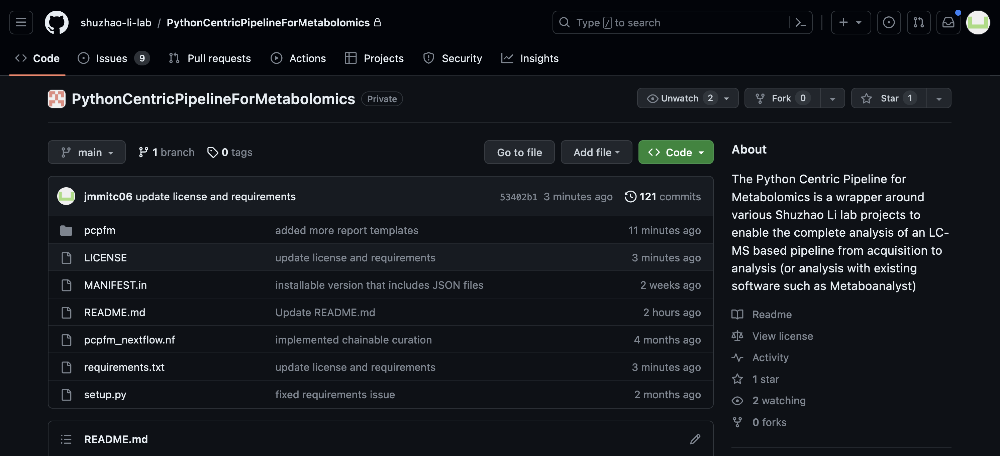 shuzhao-li-lab / PythonCentricPipelineForMetabolomics
Type / to search
Code
Issues 9
Pull requests
Actions
Projects
Security
Insights
PythonCentricPipelineForMetabolomics Private
Unwatch 2
Fork 0
Star 1
main
1 branch
0 tags
Go to file
Add file
Code
jmmitc06 update license and requirements 53402b1 3 minutes ago 121 commits
pcpfm added more report templates 11 minutes ago
LICENSE update license and requirements 3 minutes ago
MANIFEST.in installable version that includes JSON files 2 weeks ago
README.md Update README.md 2 hours ago
pcpfm_nextflow.nf implemented chainable curation 4 months ago
requirements.txt update license and requirements 3 minutes ago
setup.py fixed requirements issue 2 months ago
README.md
About
The Python Centric Pipeline for
Metabolomics is a wrapper around
various Shuzhao Li lab projects to
enable the complete analysis of an LC-
MS based pipeline from acquisition to
analysis (or analysis with existing
software such as Metaboanalyst)
Readme
View license
Activity
1 star
2 watching
0 forks